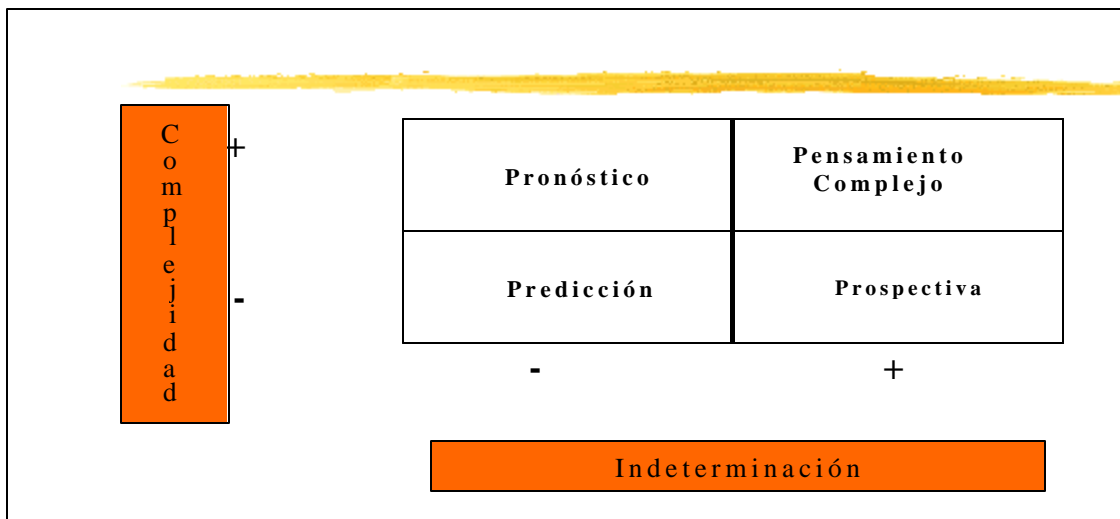 Complejidad
+
-
Pronóstico
Pensamiento
Complejo
Predicción
Prospectiva
-
+
Indeterminación